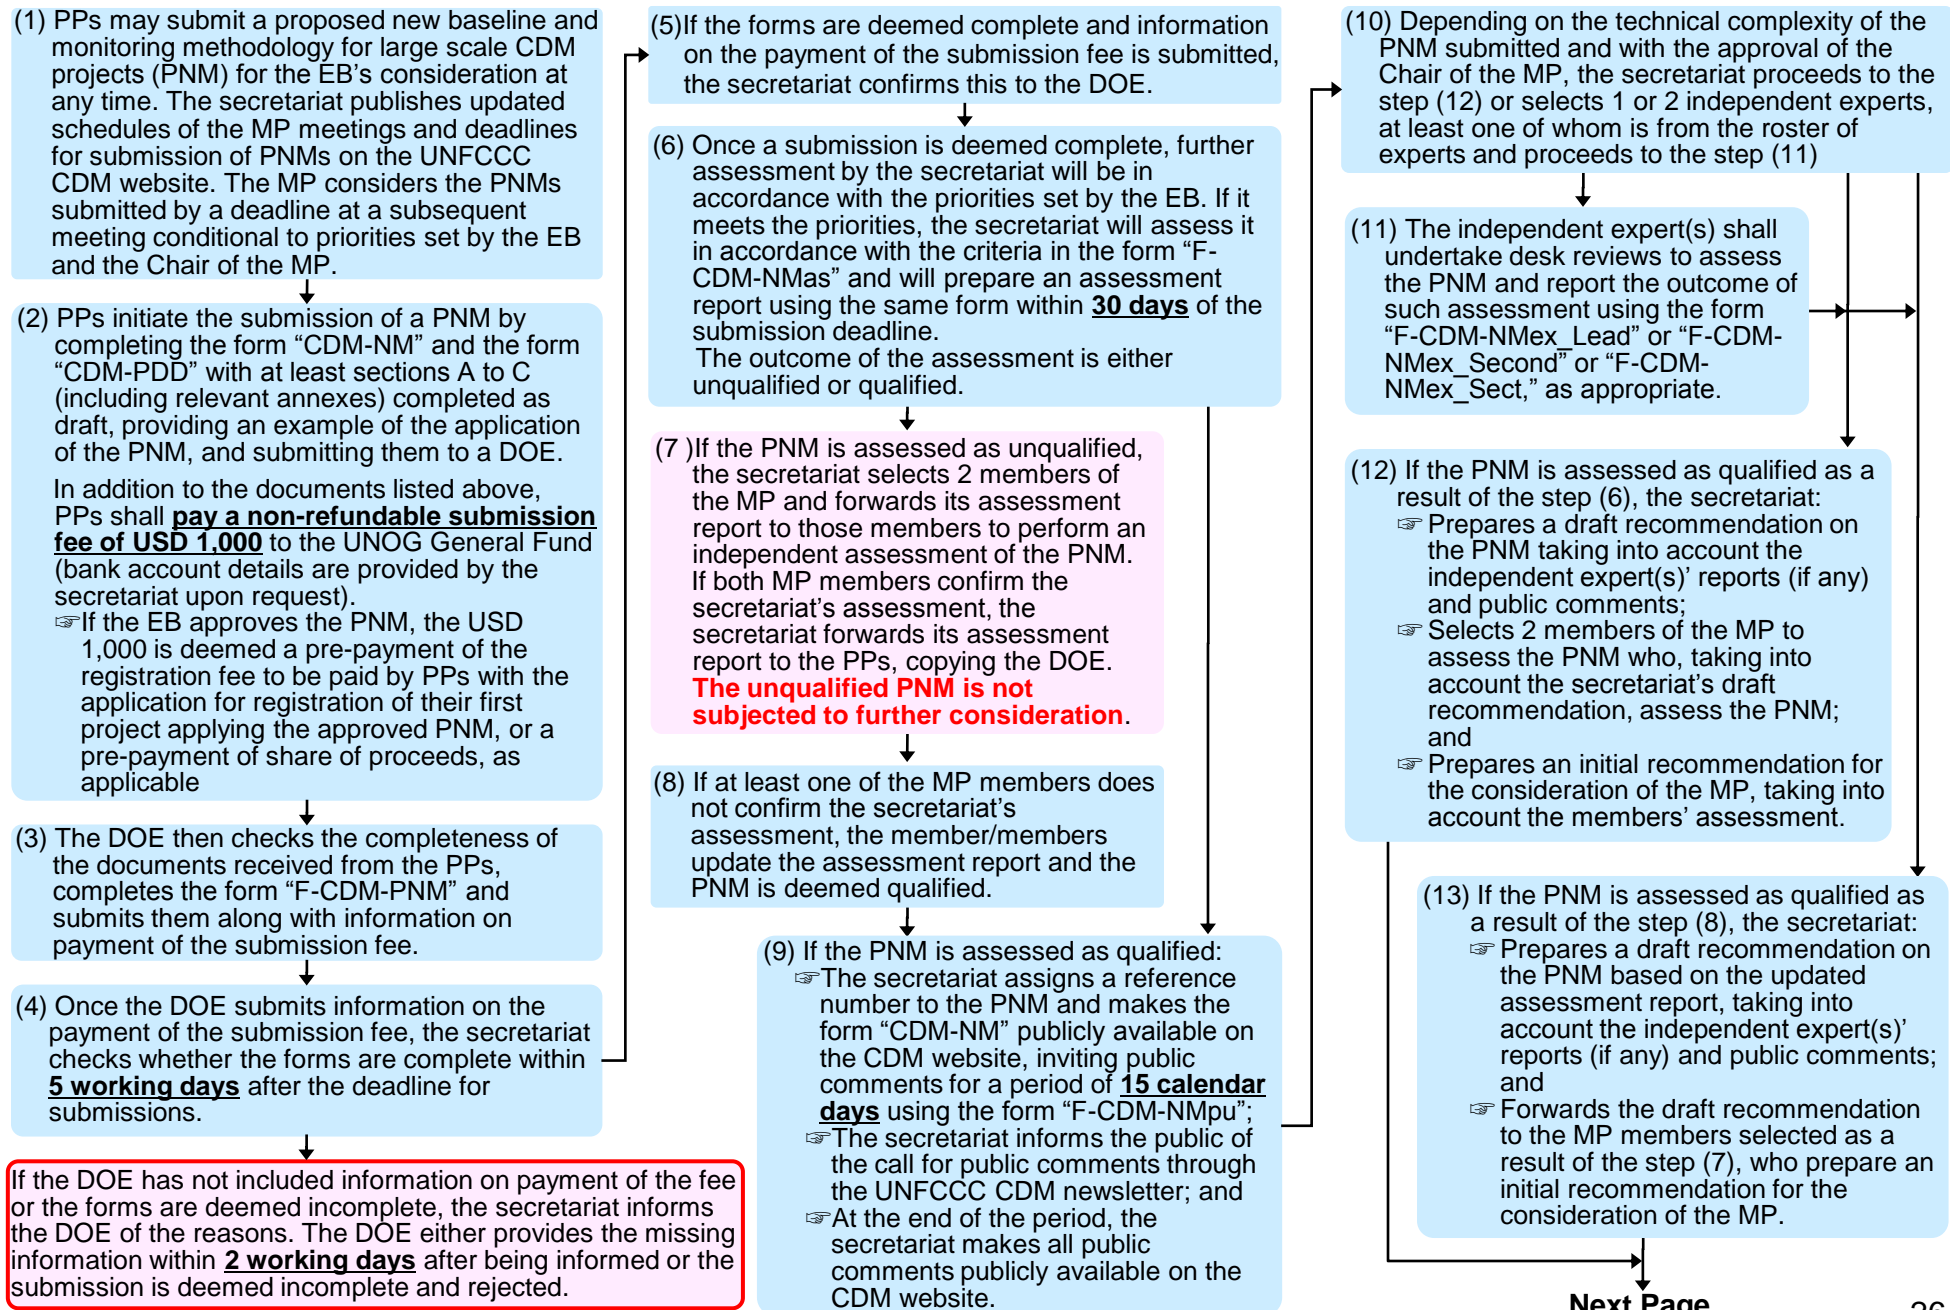 (1) PPs may submit a proposed new baseline and
monitoring methodology for large scale CDM
projects (PNM) for the EB’s consideration at
any time. The secretariat publishes updated
schedules of the MP meetings and deadlines
for submission of PNMs on the UNFCCC
CDM website. The MP considers the PNMs
submitted by a deadline at a subsequent
meeting conditional to priorities set by the EB
and the Chair of the MP.
(2) PPs initiate the submission of a PNM by
completing the form “CDM-NM” and the form
“CDM-PDD” with at least sections A to C
(including relevant annexes) completed as
draft, providing an example of the application
of the PNM, and submitting them to a DOE.
In addition to the documents listed above,
PPs shall pay a non-refundable submission
fee of USD 1,000 to the UNOG General Fund
(bank account details are provided by the
secretariat upon request).
☞If the EB approves the PNM, the USD
1,000 is deemed a pre-payment of the
registration fee to be paid by PPs with the
application for registration of their first
project applying the approved PNM, or a
pre-payment of share of proceeds, as
applicable
(3) The DOE then checks the completeness of
the documents received from the PPs,
completes the form “F-CDM-PNM” and
submits them along with information on
payment of the submission fee.
(4) Once the DOE submits information on the
payment of the submission fee, the secretariat
checks whether the forms are complete within
5 working days after the deadline for
submissions.
If the DOE has not included information on payment of the fee
or the forms are deemed incomplete, the secretariat informs
the DOE of the reasons. The DOE either provides the missing
information within 2 working days after being informed or the
submission is deemed incomplete and rejected.
(5)If the forms are deemed complete and information
on the payment of the submission fee is submitted,
the secretariat confirms this to the DOE.
(6) Once a submission is deemed complete, further
assessment by the secretariat will be in
accordance with the priorities set by the EB. If it
meets the priorities, the secretariat will assess it
in accordance with the criteria in the form “F-
CDM-NMas” and will prepare an assessment
report using the same form within 30 days of the
submission deadline.
The outcome of the assessment is either
unqualified or qualified.
(7 )If the PNM is assessed as unqualified,
the secretariat selects 2 members of
the MP and forwards its assessment
report to those members to perform an
independent assessment of the PNM.
If both MP members confirm the
secretariat’s assessment, the
secretariat forwards its assessment
report to the PPs, copying the DOE.
The unqualified PNM is not
subjected to further consideration.
(8) If at least one of the MP members does
not confirm the secretariat’s
assessment, the member/members
update the assessment report and the
PNM is deemed qualified.
(9) If the PNM is assessed as qualified:
☞The secretariat assigns a reference
number to the PNM and makes the
form “CDM-NM” publicly available on
the CDM website, inviting public
comments for a period of 15 calendar
days using the form “F-CDM-NMpu”;
☞The secretariat informs the public of
the call for public comments through
the UNFCCC CDM newsletter; and
☞At the end of the period, the
secretariat makes all public
comments publicly available on the
CDM website.
(10) Depending on the technical complexity of the
PNM submitted and with the approval of the
Chair of the MP, the secretariat proceeds to the
step (12) or selects 1 or 2 independent experts,
at least one of whom is from the roster of
experts and proceeds to the step (11)
(11) The independent expert(s) shall
undertake desk reviews to assess
the PNM and report the outcome of
such assessment using the form
“F-CDM-NMex_Lead” or “F-CDM-
NMex_Second” or “F-CDM-
NMex_Sect,” as appropriate.
(12) If the PNM is assessed as qualified as a
result of the step (6), the secretariat:
☞Prepares a draft recommendation on
the PNM taking into account the
independent expert(s)’ reports (if any)
and public comments;
☞Selects 2 members of the MP to
assess the PNM who, taking into
account the secretariat’s draft
recommendation, assess the PNM;
and
☞Prepares an initial recommendation for
the consideration of the MP, taking into
account the members’ assessment.
(13) If the PNM is assessed as qualified as
a result of the step (8), the secretariat:
☞Prepares a draft recommendation on
the PNM based on the updated
assessment report, taking into
account the independent expert(s)’
reports (if any) and public comments;
and
☞Forwards the draft recommendation
to the MP members selected as a
result of the step (7), who prepare an
initial recommendation for the
consideration of the MP.
Next Page
26